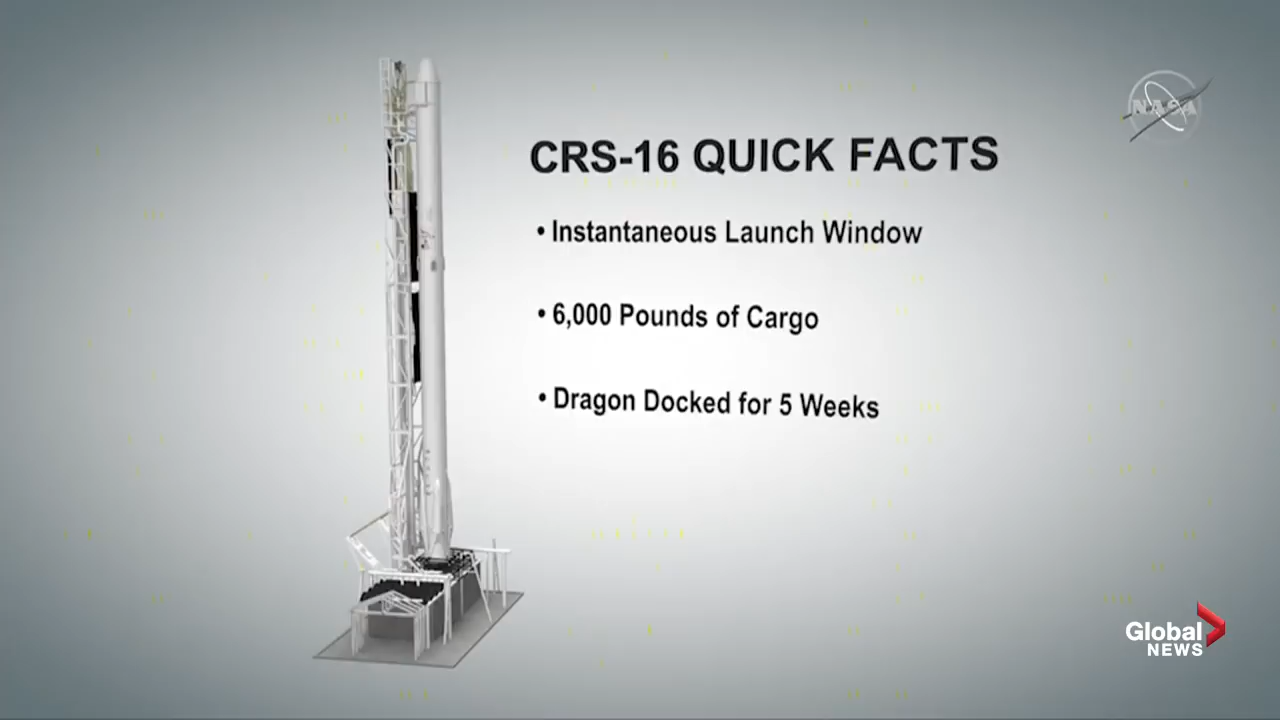 NASA
CRS-16 QUICK FACTS
• Instantaneous Launch Window
• 6,000 Pounds of Cargo
• Dragon Docked for 5 Weeks
Global
NEWS